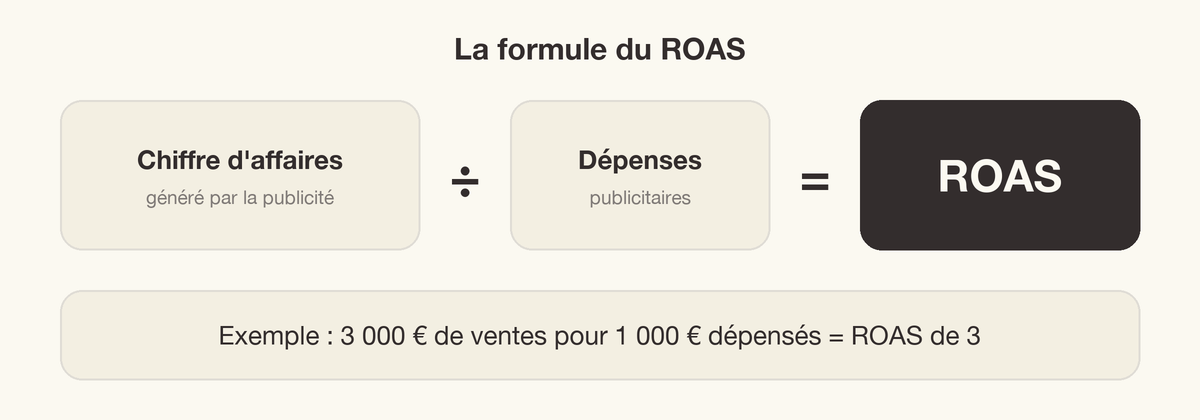 La formule du ROAS
Chiffre d'affaires
généré par la publicité
÷
Dépenses
publicitaires
=
ROAS
Exemple : 3 000 € de ventes pour 1 000 € dépensés = ROAS de 3